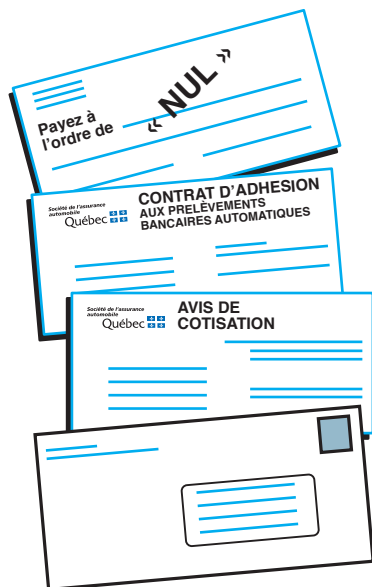 Payez à
l'ordre de
« NUL »
Société de l'assurance
automobile
Québec
CONTRAT D'ADHESION
AUX PRELÈVEMENTS
BANCAIRES AUTOMATIQUES
Société de l'assurance
automobile
Québec
AVIS DE
COTISATION